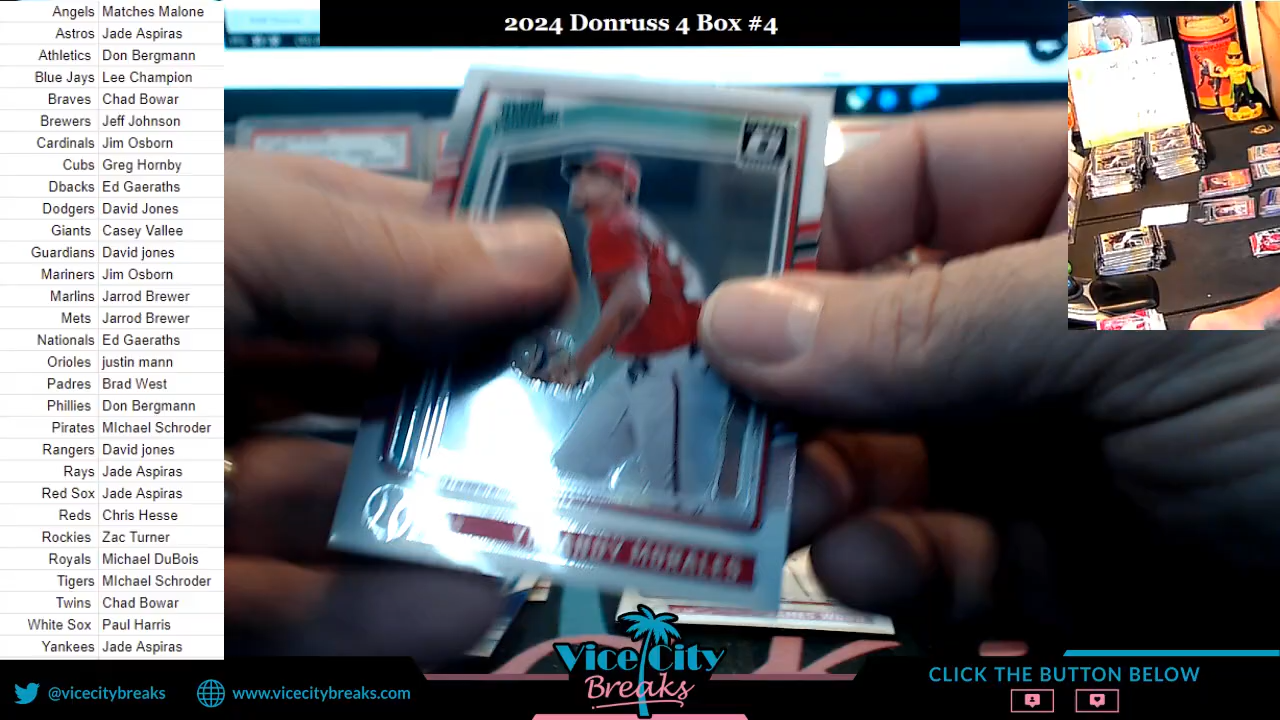 2024 Donruss 4 Box #4
Angels Matches Malone
Astros Jade Aspiras
Athletics Don Bergmann
Blue Jays Lee Champion
Braves Chad Bowar
Brewers Jeff Johnson
Cardinals Jim Osborn
Cubs Greg Hornby
Dbacks Ed Gaeraths
Dodgers David Jones
Giants Casey Vallee
Guardians David jones
Mariners Jim Osborn
Marlins Jarrod Brewer
Mets Jarrod Brewer
Nationals Ed Gaeraths
Orioles justin mann
Padres Brad West
Phillies Don Bergmann
Pirates MIchael Schroder
Rangers David jones
Rays Jade Aspiras
Red Sox Jade Aspiras
Reds Chris Hesse
Rockies Zac Turner
Royals Michael DuBois
Tigers MIchael Schroder
Twins Chad Bowar
White Sox Paul Harris
Yankees Jade Aspiras
MORALES
@vicecitybreaks
www.vicecitybreaks.com
Vice City
Breaks
CLICK THE BUTTON BELOW